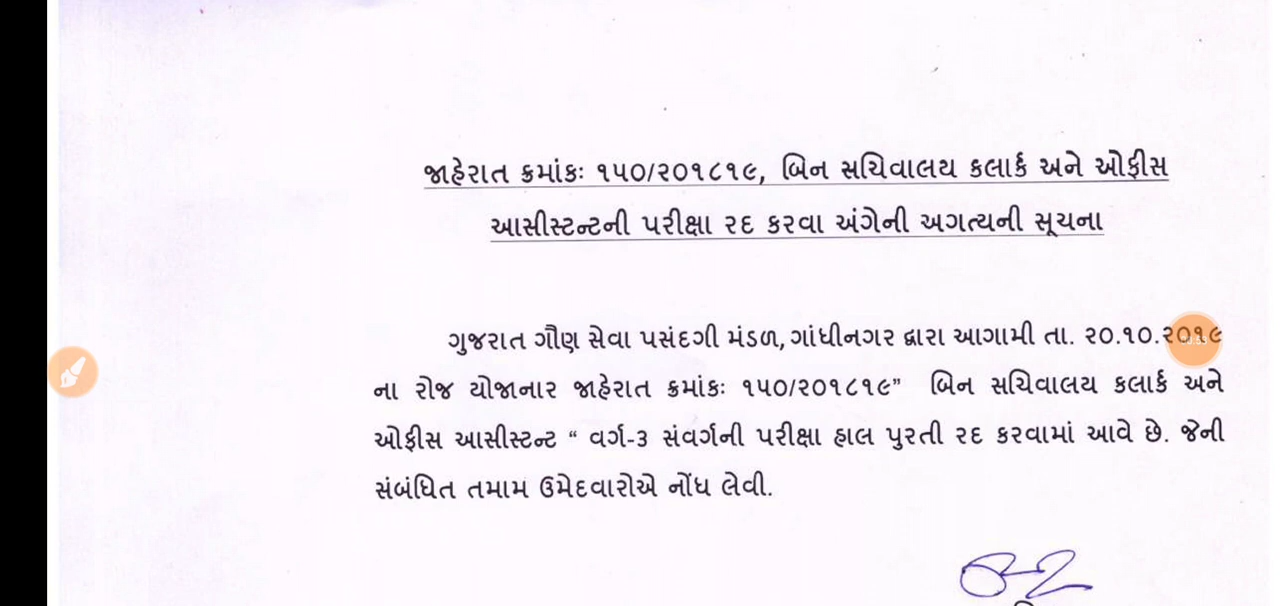 જાહેરાત ક્રમાંકઃ ૧૫૦/૨૦૧૮૧૯, બિન સચિવાલય કલાર્ક અને ઓફીસ
આસીસ્ટન્ટની પરીક્ષા રદ કરવા અંગેની અગત્યની સૂચના
ગુજરાત ગૌણ સેવા પસંદગી મંડળ, ગાંધીનગર દ્વારા આગામી તા. ૨૦.૧૦.૨૦૧૯
ના રોજ યોજાનાર જાહેરાત ક્રમાંકઃ ૧૫૦/૨૦૧૮૧૯” બિન સચિવાલય કલાર્ક અને
ઓફીસ આસીસ્ટન્ટ “ વર્ગ-૩ સંવર્ગની પરીક્ષા હાલ પુરતી રદ કરવામાં આવે છે. જેની
સંબંધિત તમામ ઉમેદવારોએ નોંધ લેવી.